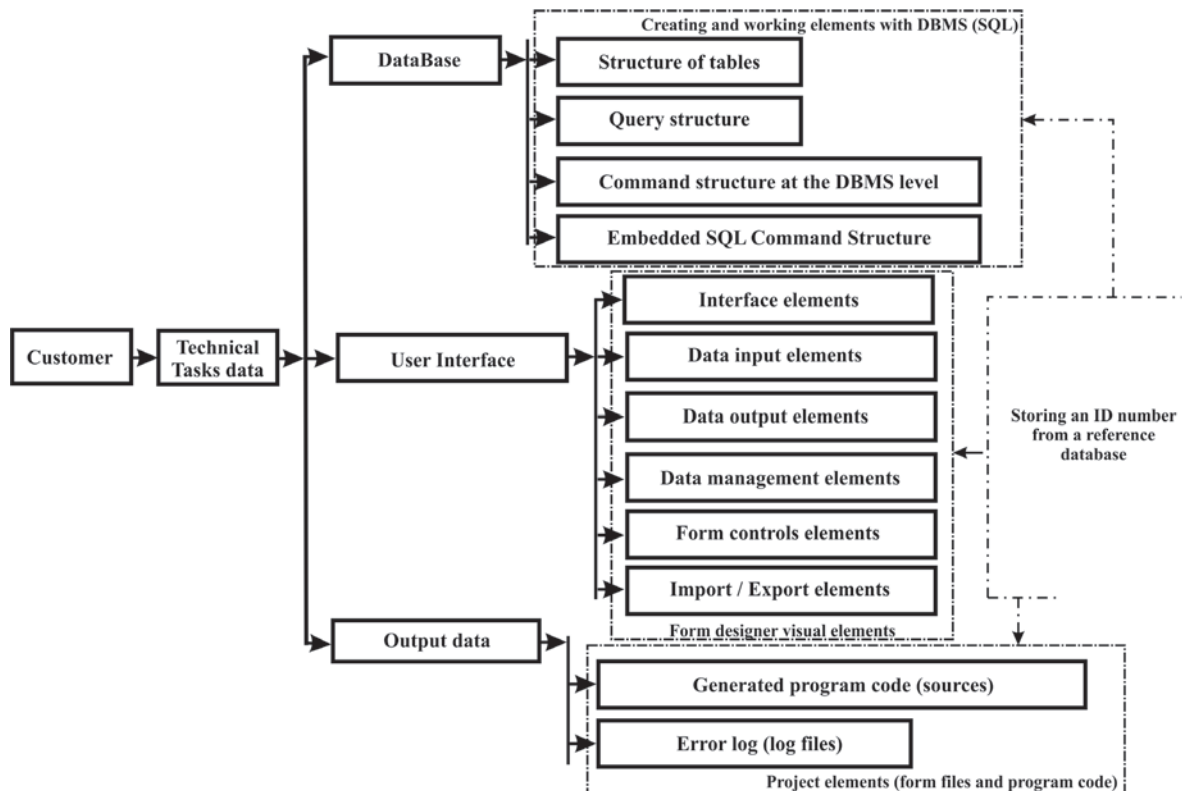 Creating and working elements with DBMS (SQL)
DataBase
Structure of tables
Query structure
Command structure at the DBMS level
Embedded SQL Command Structure
Customer
Technical
Tasks data
User Interface
Interface elements
Data input elements
Data output elements
Data management elements
Form controls elements
Import / Export elements
Form designer visual elements
Storing an ID number
from a reference
database
Output data
Generated program code (sources)
Error log (log files)
Project elements (form files and program code)